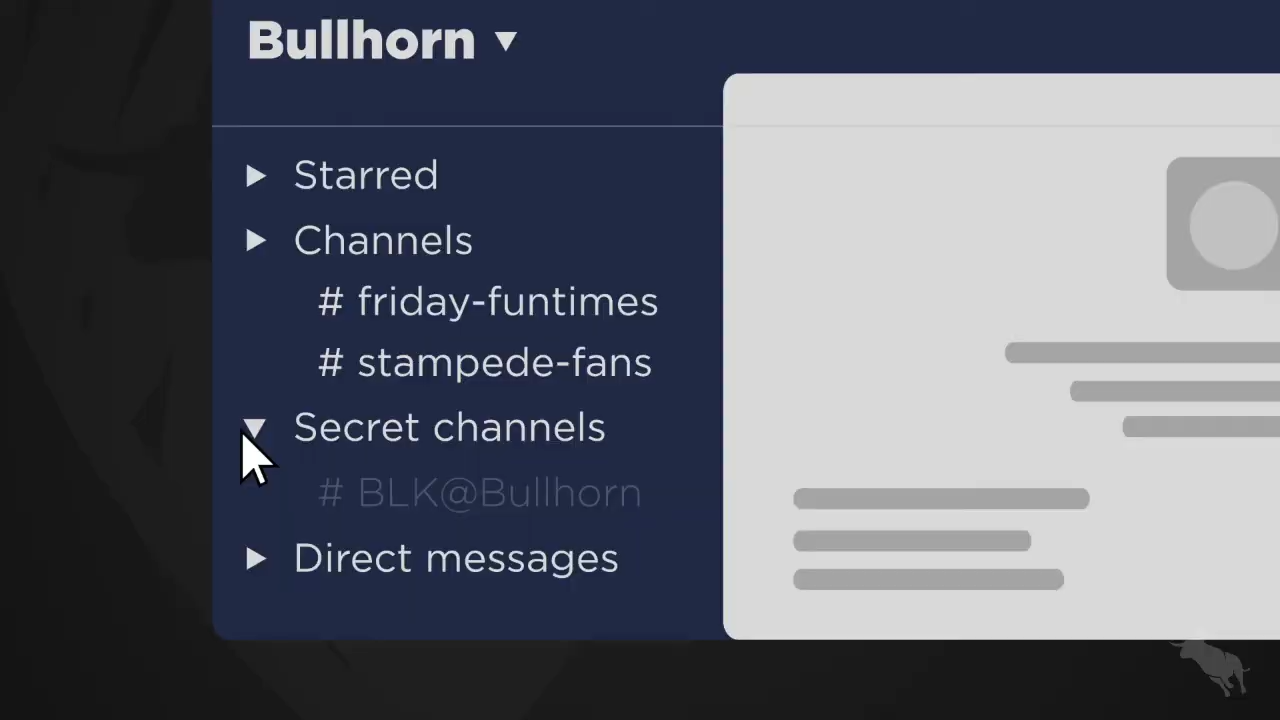 Bullhorn
Starred
Channels
# friday-funtimes
# stampede-fans
Secret channels
# BLK@Bullhorn
Direct messages